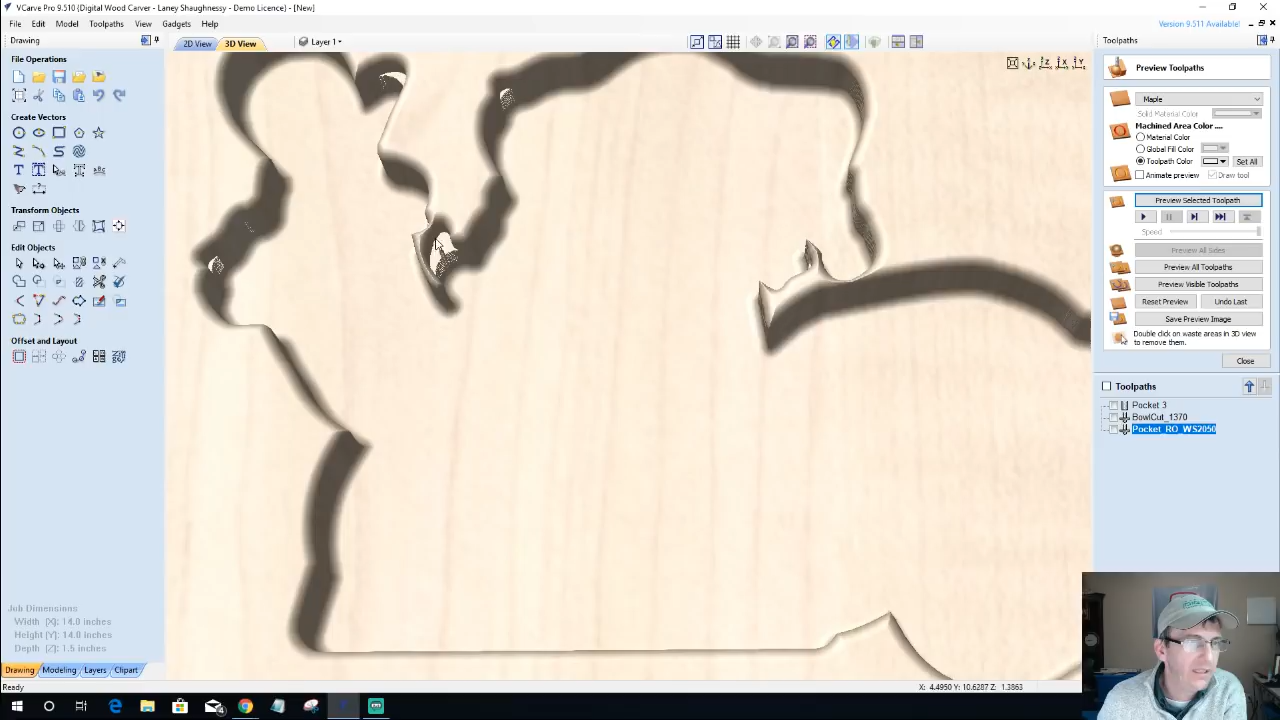 VCarve Pro 9.510 {Digital Wood Carver - Laney Shaughnessy - Demo Licence} - [New]
File Edit Model Toolpaths View Gadgets Help
Version 9.511 Available!
Drawing
2D View 3D View Layer 1
Toolpaths
File Operations
Create Vectors
Transform Objects
Edit Objects
Offset and Layout
Job Dimensions
Width (X): 14.0 inches
Height (Y): 14.0 inches
Depth (Z): 1.5 inches
Drawing Modeling Layers Clipart
Ready
X: 4.4950 Y: 10.6287 Z: 1.3863
Preview Toolpaths
Maple
Solid Material Color
Machined Area Color ....
Material Color
Global Fill Color
Toolpath Color
Set All
Animate preview
Draw tool
Preview Selected Toolpath
Speed
Preview All Sides
Preview All Toolpaths
Preview Visible Toolpaths
Reset Preview
Undo Last
Save Preview Image
Double click on waste areas in 3D view
to remove them.
Close
Toolpaths
Pocket 3
BowlCut_1370
Pocket_RO_WS2050